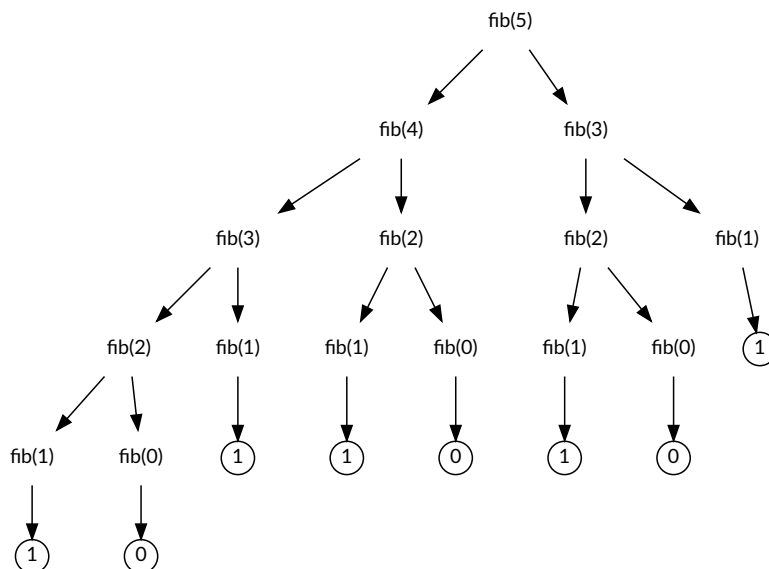 fib(5)
fib(4) fib(3)
fib(3) fib(2) fib(2) fib(1)
fib(2) fib(1) fib(1) fib(0) fib(1) fib(0) 1
fib(1) fib(0) 1 1 0 1 0
1 0